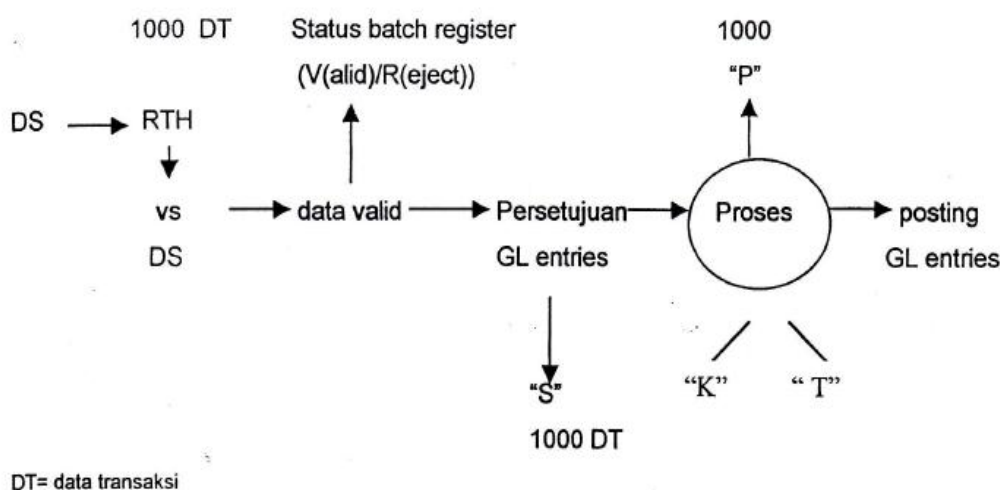 1000 DT Status batch register 1000
(V(alid)/R(eject)) “P”
DS RTH
vs data valid Persetujuan Proses posting
DS GL entries GL entries
“S” “K” “ T”
1000 DT
DT= data transaksi